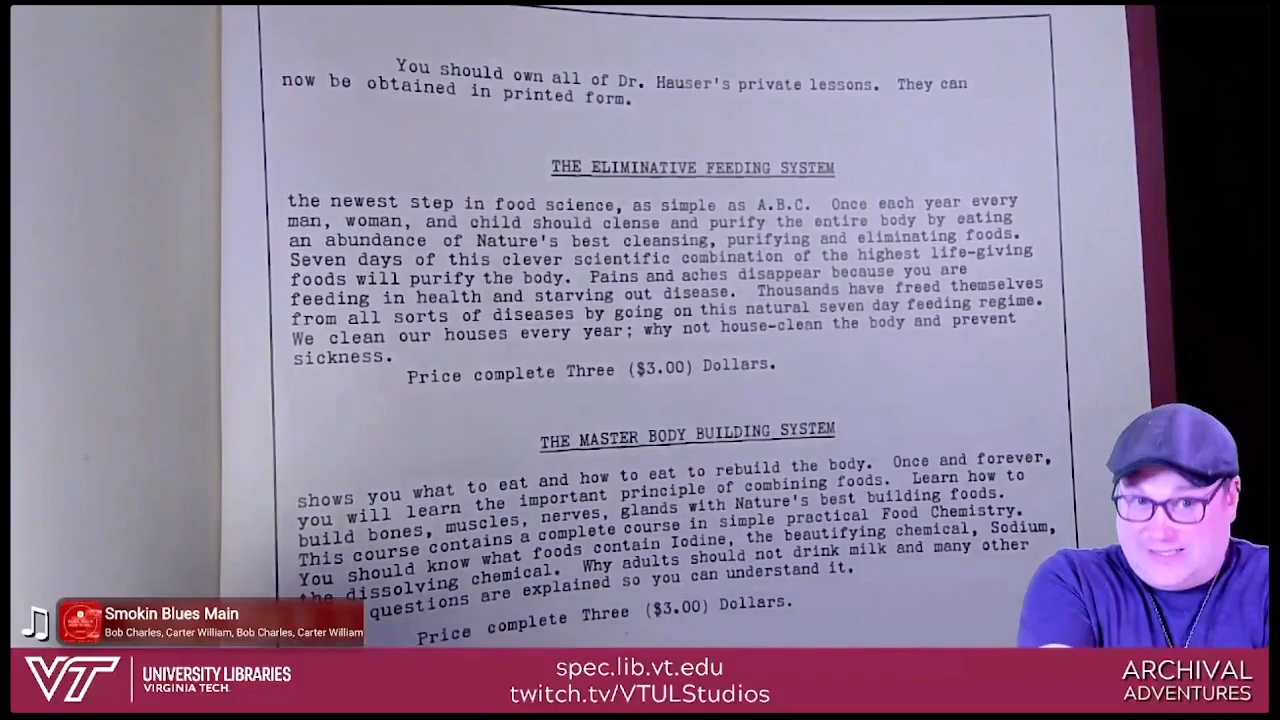 You should own all of Dr. Hauser's private lessons. They can
now be obtained in printed form.
THE ELIMINATIVE FEEDING SYSTEM
the newest step in food science, as simple as A.B.C. Once each year every
man, woman, and child should clense and purify the entire body by eating
an abundance of Nature's best cleansing, purifying and eliminating foods.
Seven days of this clever scientific combination of the highest life-giving
foods will purify the body. Pains and aches disappear because you are
feeding in health and starving out disease. Thousands have freed themselves
from all sorts of diseases by going on this natural seven day feeding regime.
We clean our houses every year; why not house-clean the body and prevent
sickness.
Price complete Three ($3.00) Dollars.
THE MASTER BODY BUILDING SYSTEM
shows you what to eat and how to eat to rebuild the body. Once and forever,
you will learn the important principle of combining foods. Learn how to
build bones, muscles, nerves, glands with Nature's best building foods.
This course contains a complete course in simple practical Food Chemistry.
You should know what foods contain Iodine, the beautifying chemical, Sodium,
the dissolving chemical. Why adults should not drink milk and many other
questions are explained so you can understand it.
Price complete Three ($3.00) Dollars.
Smokin Blues Main
Bob Charles, Carter William, Bob Charles, Carter William
VT UNIVERSITY LIBRARIES
VIRGINIA TECH.
spec.lib.vt.edu
twitch.tv/VTULStudios
ARCHIVAL
ADVENTURES